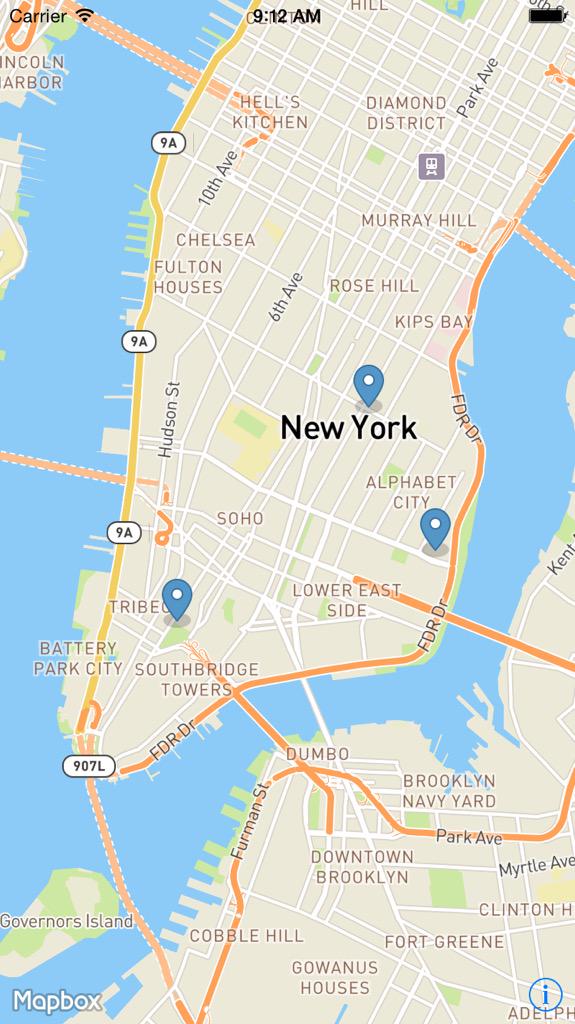 Carrier 9:12 AM
HILL
CLINTON
LINCOLN
HARBOR
Park Ave
HELL'S
KITCHEN
DIAMOND
DISTRICT
9A
10th Ave
MURRAY HILL
CHELSEA
FULTON
HOUSES
6th Ave
ROSE HILL
KIPS BAY
9A
Hudson St
FDR Dr
New York
ALPHABET
CITY
SOHO
9A
Kent
LOWER EAST
SIDE
TRIBEC
FDR Dr
BATTERY
PARK CITY
SOUTHBRIDGE
TOWERS
FDR Dr
907L
DUMBO
BROOKLYN
NAVY YARD
Furman St
Park Ave
DOWNTOWN
BROOKLYN
Myrtle Ave
CLINTON H
Governors Island
COBBLE HILL
FORT GREENE
GOWANUS
HOUSES
Mapbox
i
ADELPH